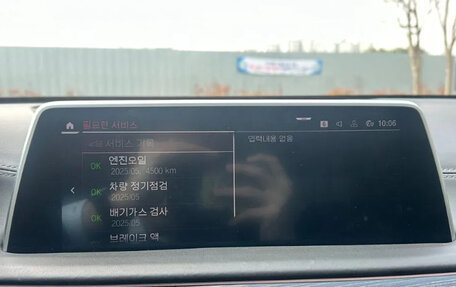 필요한 서비스
10:06
서비스 기록
입력내용 없음
OK 엔진오일
2025/05, 4500 km
OK 차량 정기점검
2025/05
OK 배기가스 검사
2025/05
브레이크 액